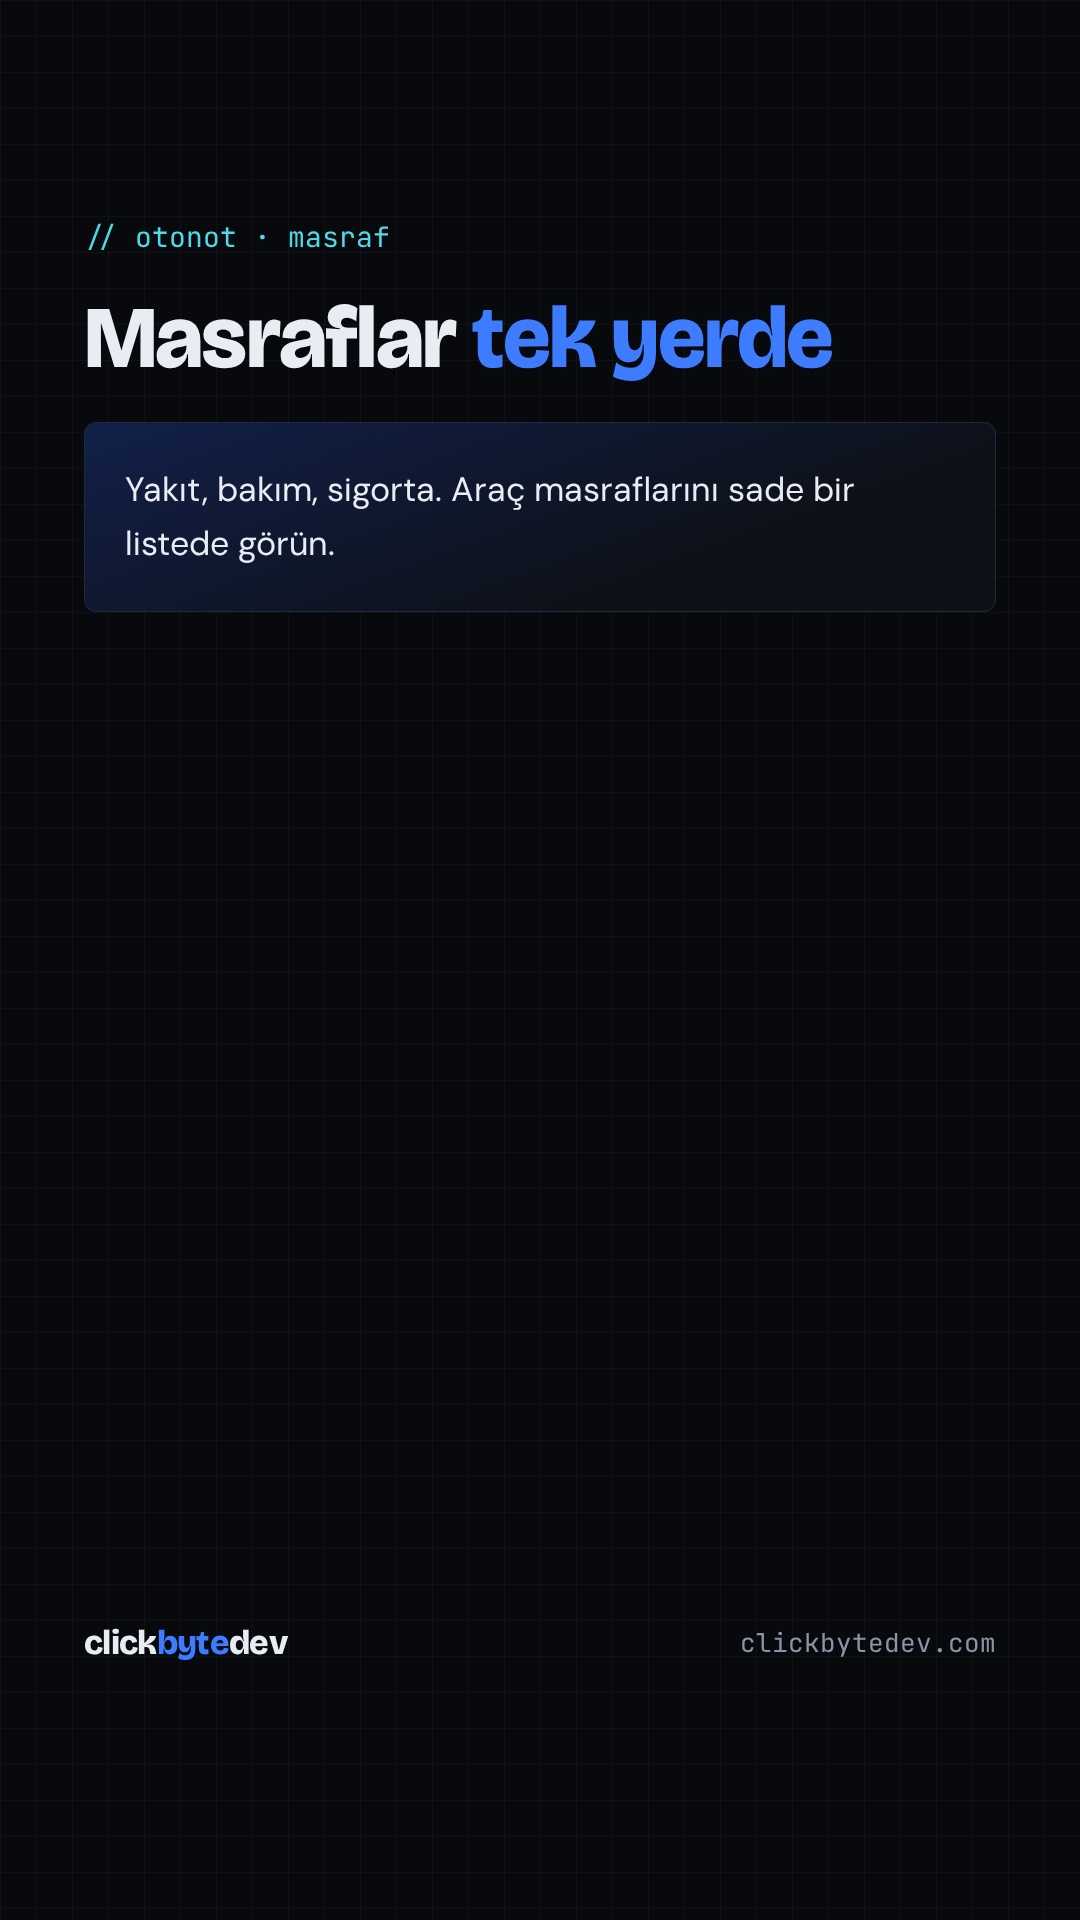 // otonot · masraf
Masraflar tek yerde
Yakıt, bakım, sigorta. Araç masraflarını sade bir
listede görün.
clickbytedev
clickbytedev.com